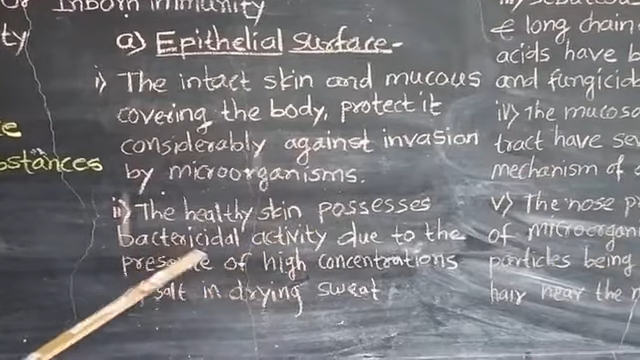 Inborn immunity
ty
a) Epithelial Surface-
i) The intact skin and mucous
covering the body, protect it
considerably against invasion
by microorganisms.
ii) The healthy skin possesses
bactericidal activity due to the
presence of high concentrations
salt in drying sweat
bstances
& long chain
acids have
and fungicid
iv) The mucos
tract have se
mechanism of
v) The nose p
of microorgani
particles being
hair near the